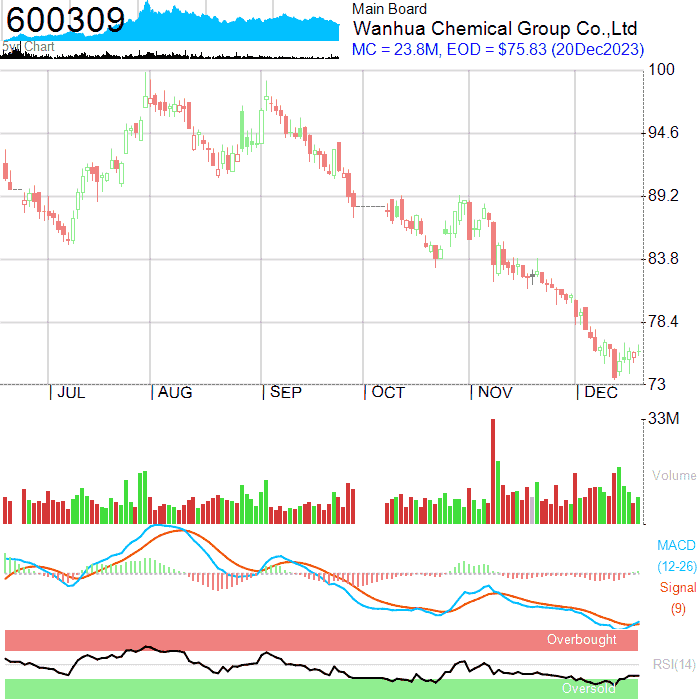 600309
5yr Chart
Main Board
Wanhua Chemical Group Co.,Ltd
MC = 23.8M, EOD = $75.83 (20Dec2023)
100
94.6
89.2
83.8
78.4
73
JUL AUG SEP OCT NOV DEC
33M
Volume
MACD
(12-26)
Signal
(9)
Overbought
RSI(14)
Oversold